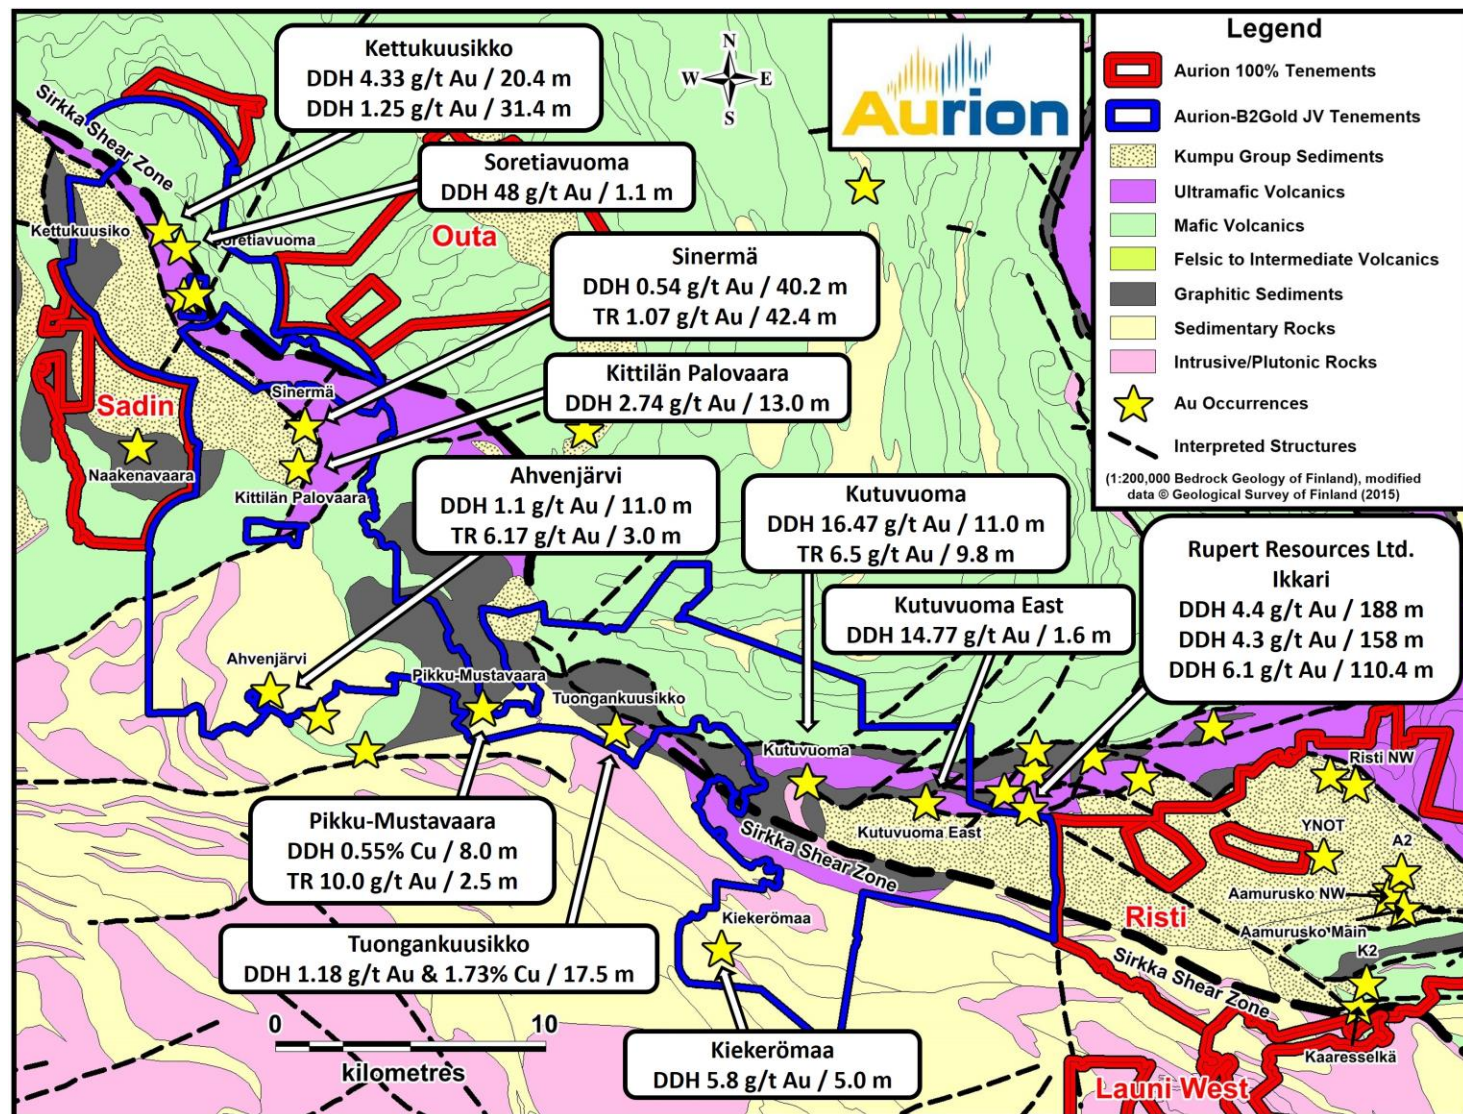 Kettukuusikko
DDH 4.33 g/t Au / 20.4 m
DDH 1.25 g/t Au / 31.4 m
N
W E
S
Aurion
Legend
Aurion 100% Tenements
Aurion-B2Gold JV Tenements
Kumpu Group Sediments
Ultramafic Volcanics
Mafic Volcanics
Felsic to Intermediate Volcanics
Graphitic Sediments
Sedimentary Rocks
Intrusive/Plutonic Rocks
Au Occurrences
Interpreted Structures
(1:200,000 Bedrock Geology of Finland), modified
data © Geological Survey of Finland (2015)
Sirkka Shear Zone
Soretiavuoma
DDH 48 g/t Au / 1.1 m
Kettukuusiko
Soretiavuoma
Outa
Sinermä
DDH 0.54 g/t Au / 40.2 m
TR 1.07 g/t Au / 42.4 m
Kittilän Palovaara
DDH 2.74 g/t Au / 13.0 m
Sinermä
Sadin
Naakenavaara
Kittilän Palovaara
Ahvenjärvi
DDH 1.1 g/t Au / 11.0 m
TR 6.17 g/t Au / 3.0 m
Kutuvuoma
DDH 16.47 g/t Au / 11.0 m
TR 6.5 g/t Au / 9.8 m
Rupert Resources Ltd.
Ikkari
DDH 4.4 g/t Au / 188 m
DDH 4.3 g/t Au / 158 m
DDH 6.1 g/t Au / 110.4 m
Kutuvuoma East
DDH 14.77 g/t Au / 1.6 m
Ahvenjärvi
Pikku-Mustavaara
Tuongankuusikko
Kutuvuoma
Risti NW
Kutuvuoma East
YNOT
A2
Sirkka Shear Zone
Pikku-Mustavaara
DDH 0.55% Cu / 8.0 m
TR 10.0 g/t Au / 2.5 m
Aamurusko NW
Kiekerömaa
Risti
Aamurusko Main
K2
Tuongankuusikko
DDH 1.18 g/t Au & 1.73% Cu / 17.5 m
Sirkka Shear Zone
0 10
kilometres
Kiekerömaa
DDH 5.8 g/t Au / 5.0 m
Kaaresselkä
Launi West